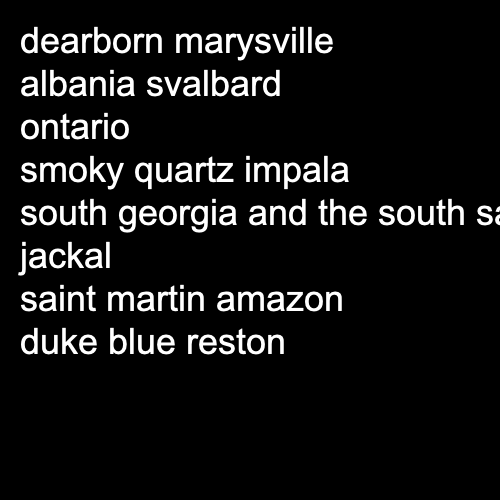 dearborn marysville
albania svalbard
ontario
smoky quartz impala
south georgia and the south
jackal
saint martin amazon
duke blue reston